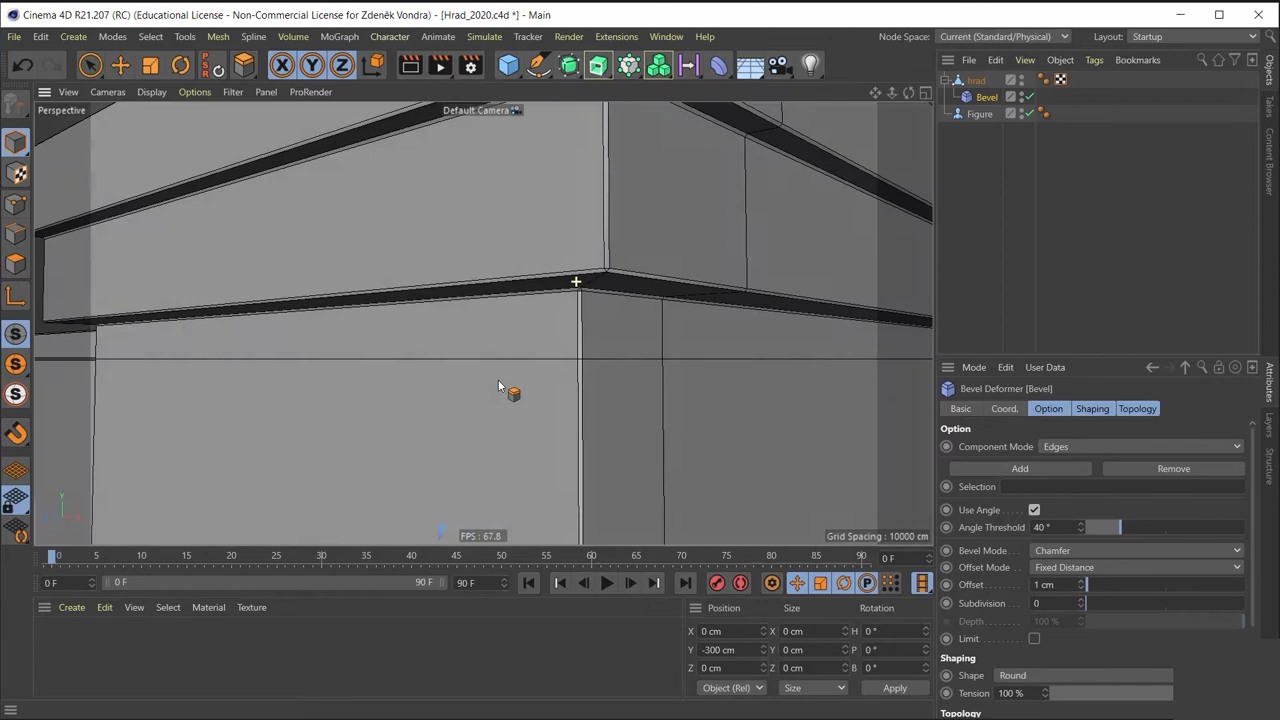 Cinema 4D R21.207 (RC) (Educational License - Non-Commercial License for Zdeněk Vondra) - [Hrad_2020.c4d *] - Main
File Edit Create Modes Select Tools Mesh Spline Volume MoGraph Character Animate Simulate Tracker Render Extensions Window Help Node Space: Current (Standard/Physical) Layout: Startup
PSR
X Y Z
File Edit View Object Tags Bookmarks
View Cameras Display Options Filter Panel ProRender
hrad
Bevel
Figure
Perspective
Default Camera
Objects
Takes
Mode Edit User Data
Bevel Deformer [Bevel]
Basic Coord. Option Shaping Topology
Option
Component Mode Edges
Add Remove
Selection
Use Angle
Angle Threshold 40 °
Bevel Mode Chamfer
Offset Mode Fixed Distance
Offset 1 cm
Subdivision 0
Depth 100 %
Limit
Shaping
Shape Round
Tension 100 %
Topology
Attributes
Layers
Structure
Y
FPS : 67.8
Grid Spacing : 10000 cm
0 5 10 15 20 25 30 35 40 45 50 55 60 65 70 75 80 85 90 0 F
0 F 0 F 90 F 90 F
P
Create Edit View Select Material Texture
Position Size Rotation
X 0 cm X 0 cm H 0 °
Y -300 cm Y 0 cm P 0 °
Z 0 cm Z 0 cm B 0 °
Object (Rel) Size Apply